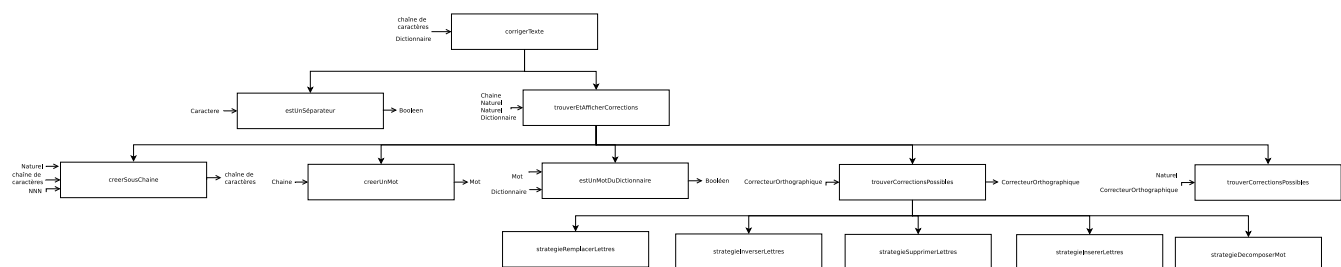 chaîne de
caractères
Dictionnaire
corrigerTexte
Caractere
estUnSéparateur
Booleen
Chaine
Naturel
Naturel
Dictionnaire
trouverEtAfficherCorrections
Naturel
chaîne de
caractères
NNN
creerSousChaine
chaîne de
caractères
Chaine
creerUnMot
Mot
Mot
Dictionnaire
estUnMotDuDictionnaire
Booléen
CorrecteurOrthographique
trouverCorrectionsPossibles
CorrecteurOrthographique
Naturel
CorrecteurOrthographique
trouverCorrectionsPossibles
strategieRemplacerLettres
strategieInverserLettres
strategieSupprimerLettres
strategieInsererLettres
strategieDecomposerMot